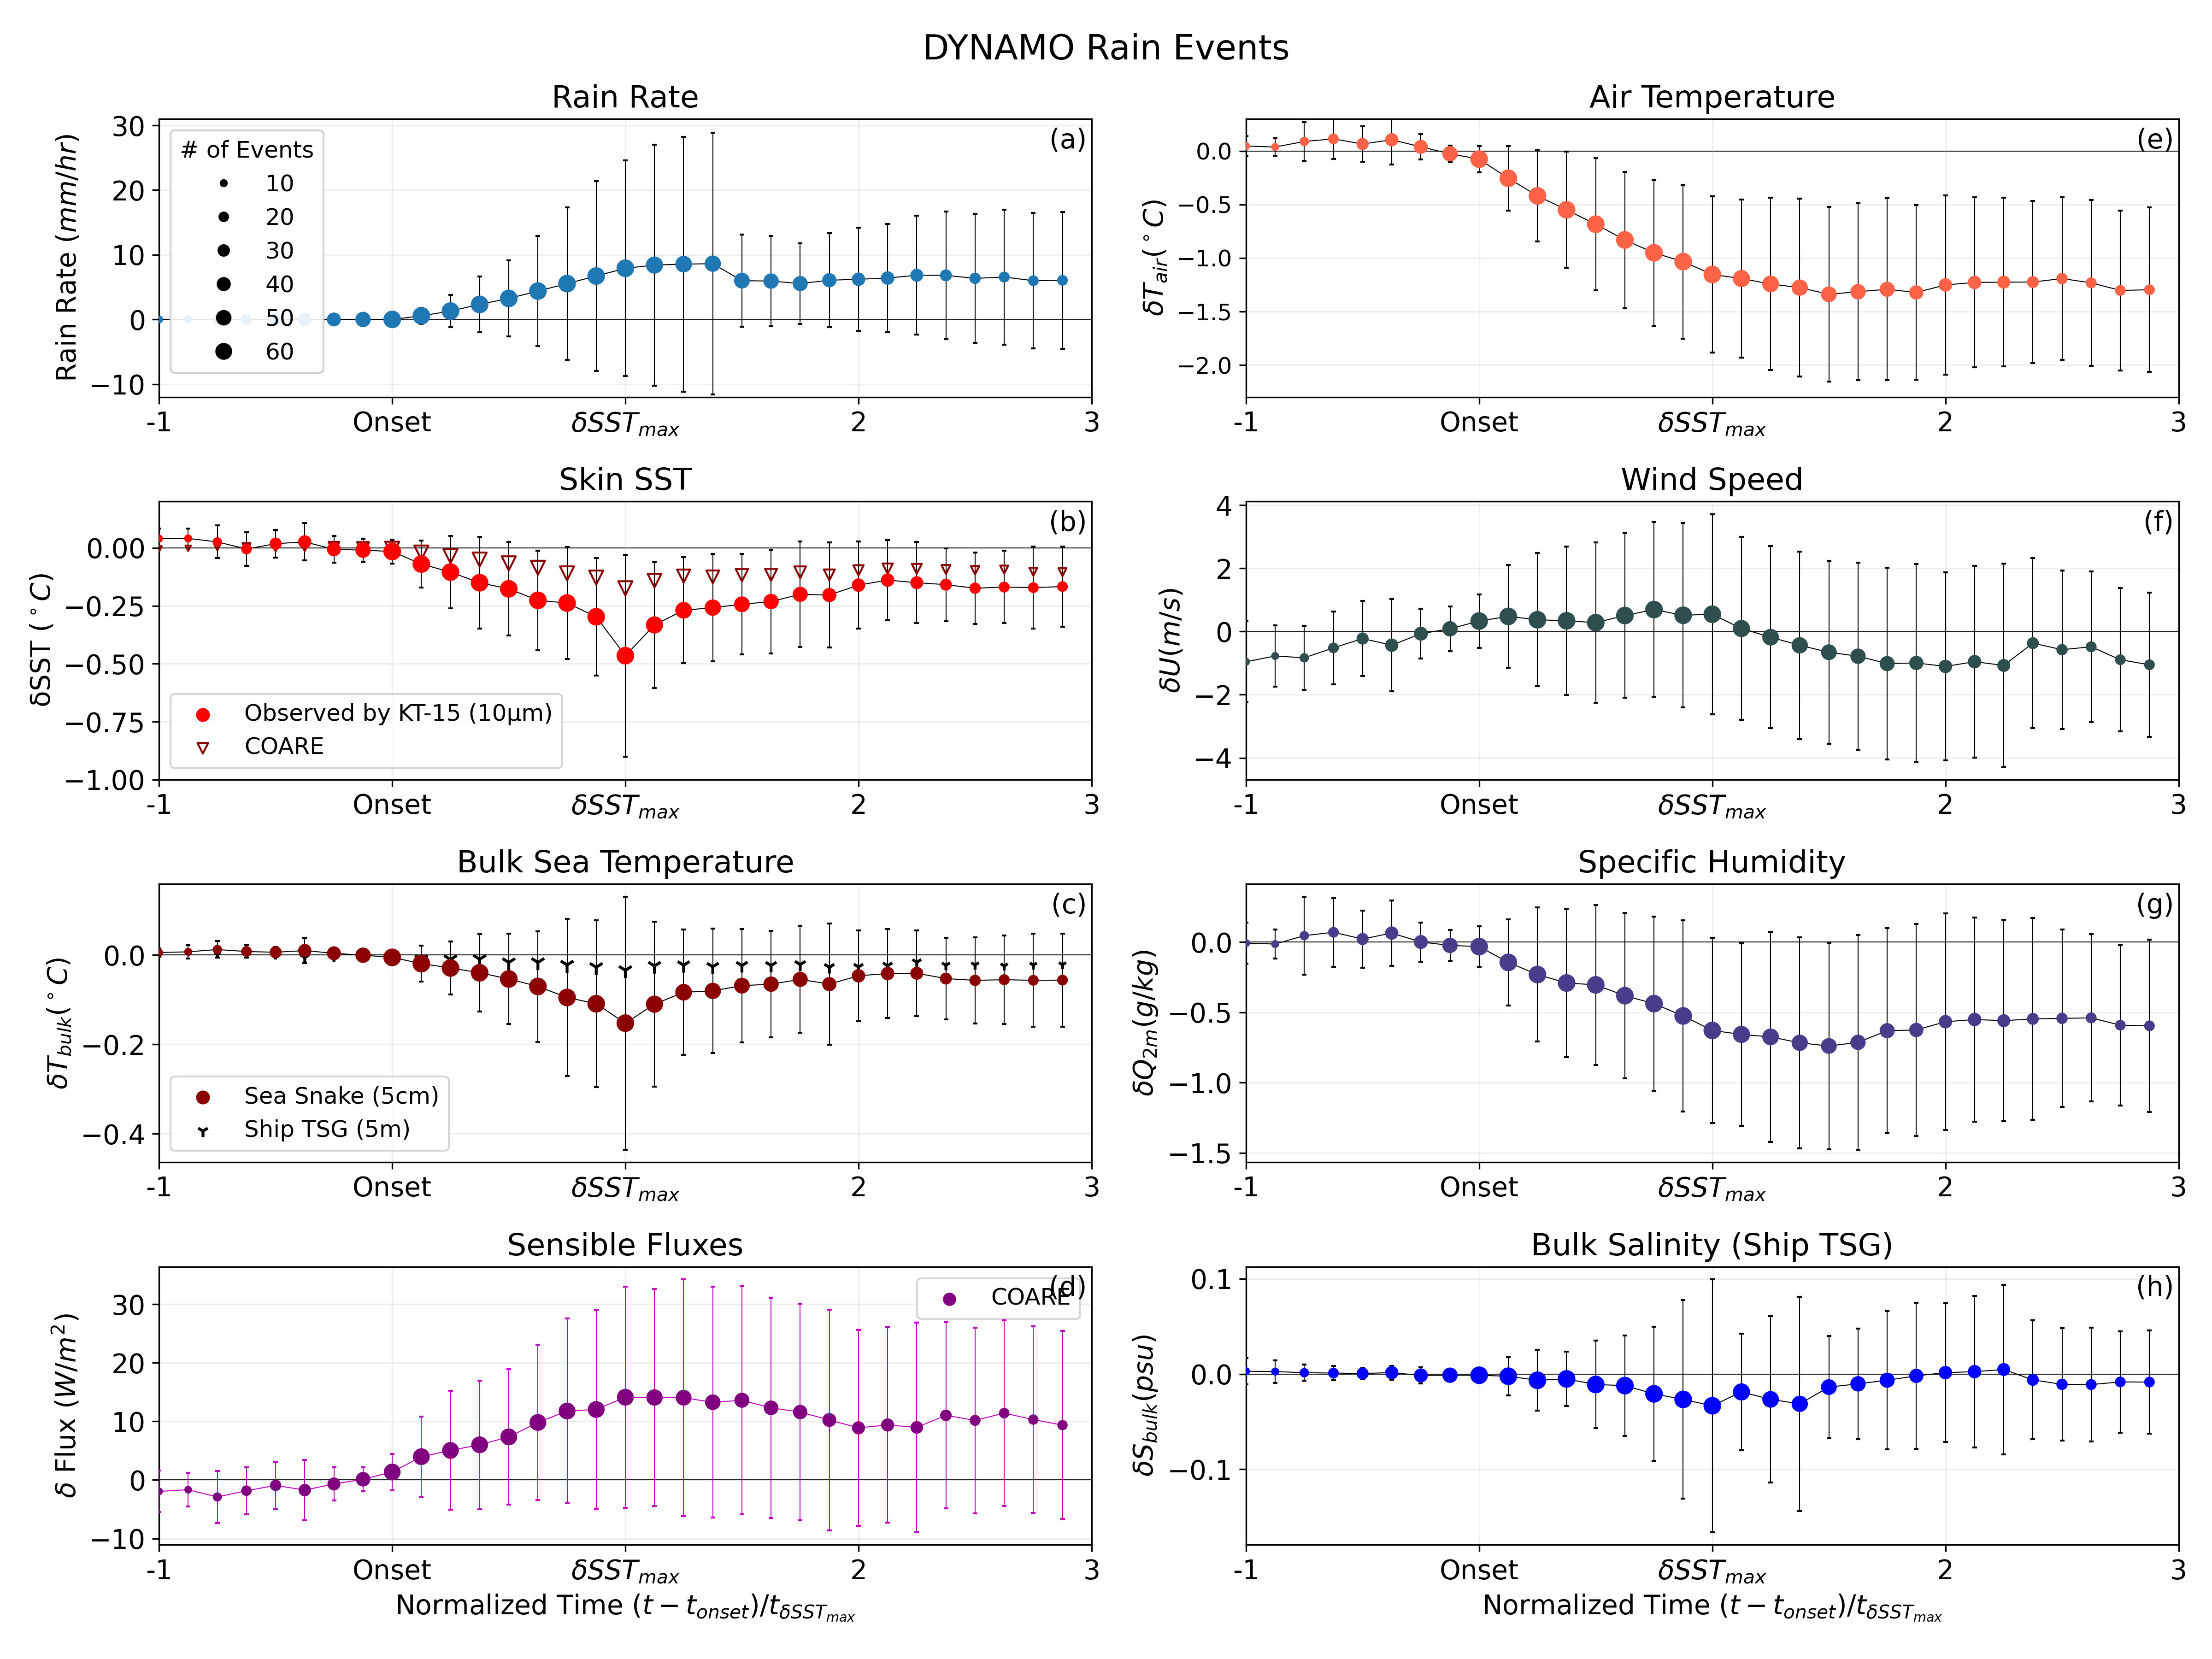 DYNAMO Rain Events
Rain Rate
(a)
Rain Rate (mm/hr)
30
20
10
0
−10
# of Events
10
20
30
40
50
60
-1
Onset
δSST_max
2
3
Air Temperature
(e)
δT_air(°C)
0.0
−0.5
−1.0
−1.5
−2.0
-1
Onset
δSST_max
2
3
Skin SST
(b)
δSST (°C)
0.00
−0.25
−0.50
−0.75
−1.00
Observed by KT-15 (10μm)
COARE
-1
Onset
δSST_max
2
3
Wind Speed
(f)
δU(m/s)
4
2
0
−2
−4
-1
Onset
δSST_max
2
3
Bulk Sea Temperature
(c)
δT_bulk(°C)
0.0
−0.2
−0.4
Sea Snake (5cm)
Ship TSG (5m)
-1
Onset
δSST_max
2
3
Specific Humidity
(g)
δQ_2m(g/kg)
0.0
−0.5
−1.0
−1.5
-1
Onset
δSST_max
2
3
Sensible Fluxes
(d)
COARE
δ Flux (W/m²)
30
20
10
0
−10
-1
Onset
δSST_max
2
3
Normalized Time (t − t_onset)/t_δSST_max
Bulk Salinity (Ship TSG)
(h)
δS_bulk(psu)
0.1
0.0
−0.1
-1
Onset
δSST_max
2
3
Normalized Time (t − t_onset)/t_δSST_max